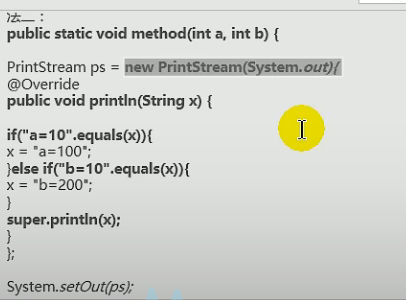 法二：
public static void method(int a, int b) {
PrintStream ps = new PrintStream(System.out){
@Override
public void println(String x) {
if("a=10".equals(x)){
x = "a=100";
}else if("b=10".equals(x)){
x = "b=200";
}
super.println(x);
}
};
System.setOut(ps);